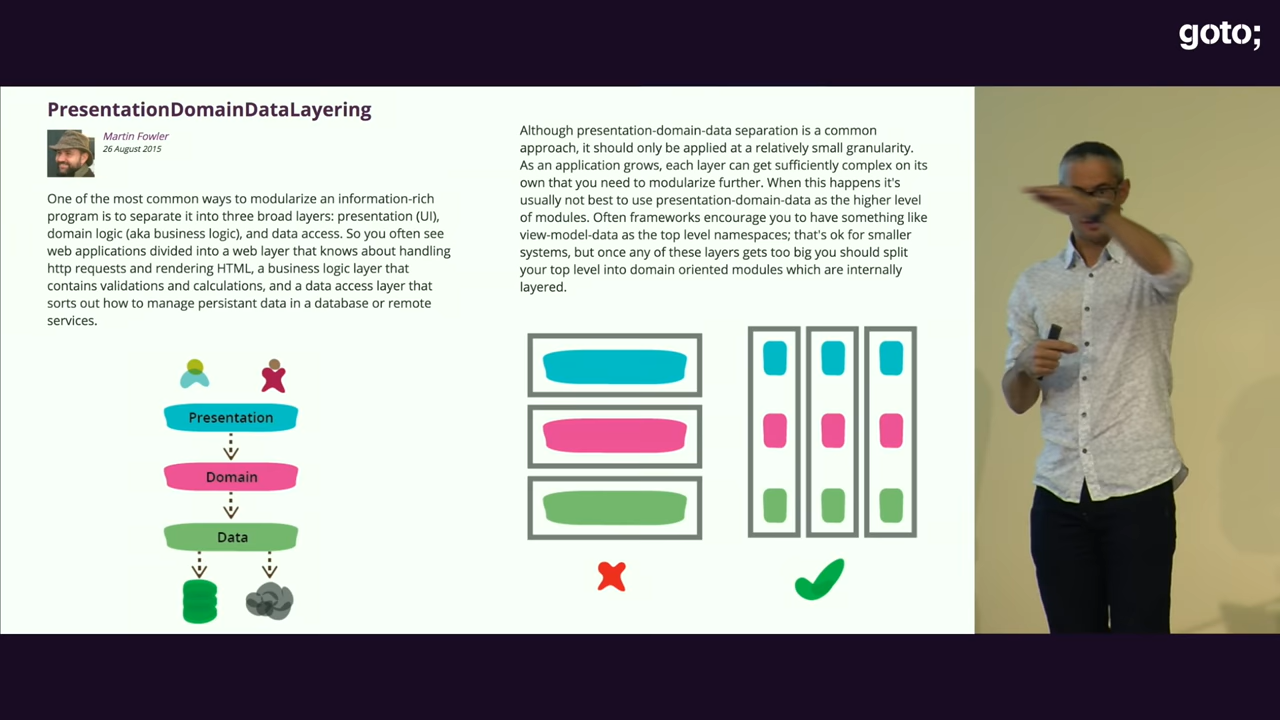 goto;
PresentationDomainDataLayering
Martin Fowler
26 August 2015
One of the most common ways to modularize an information-rich
program is to separate it into three broad layers: presentation (UI),
domain logic (aka business logic), and data access. So you often see
web applications divided into a web layer that knows about handling
http requests and rendering HTML, a business logic layer that
contains validations and calculations, and a data access layer that
sorts out how to manage persistant data in a database or remote
services.
Presentation
Domain
Data
Although presentation-domain-data separation is a common
approach, it should only be applied at a relatively small granularity.
As an application grows, each layer can get sufficiently complex on its
own that you need to modularize further. When this happens it's
usually not best to use presentation-domain-data as the higher level
of modules. Often frameworks encourage you to have something like
view-model-data as the top level namespaces; that's ok for smaller
systems, but once any of these layers gets too big you should split
your top level into domain oriented modules which are internally
layered.